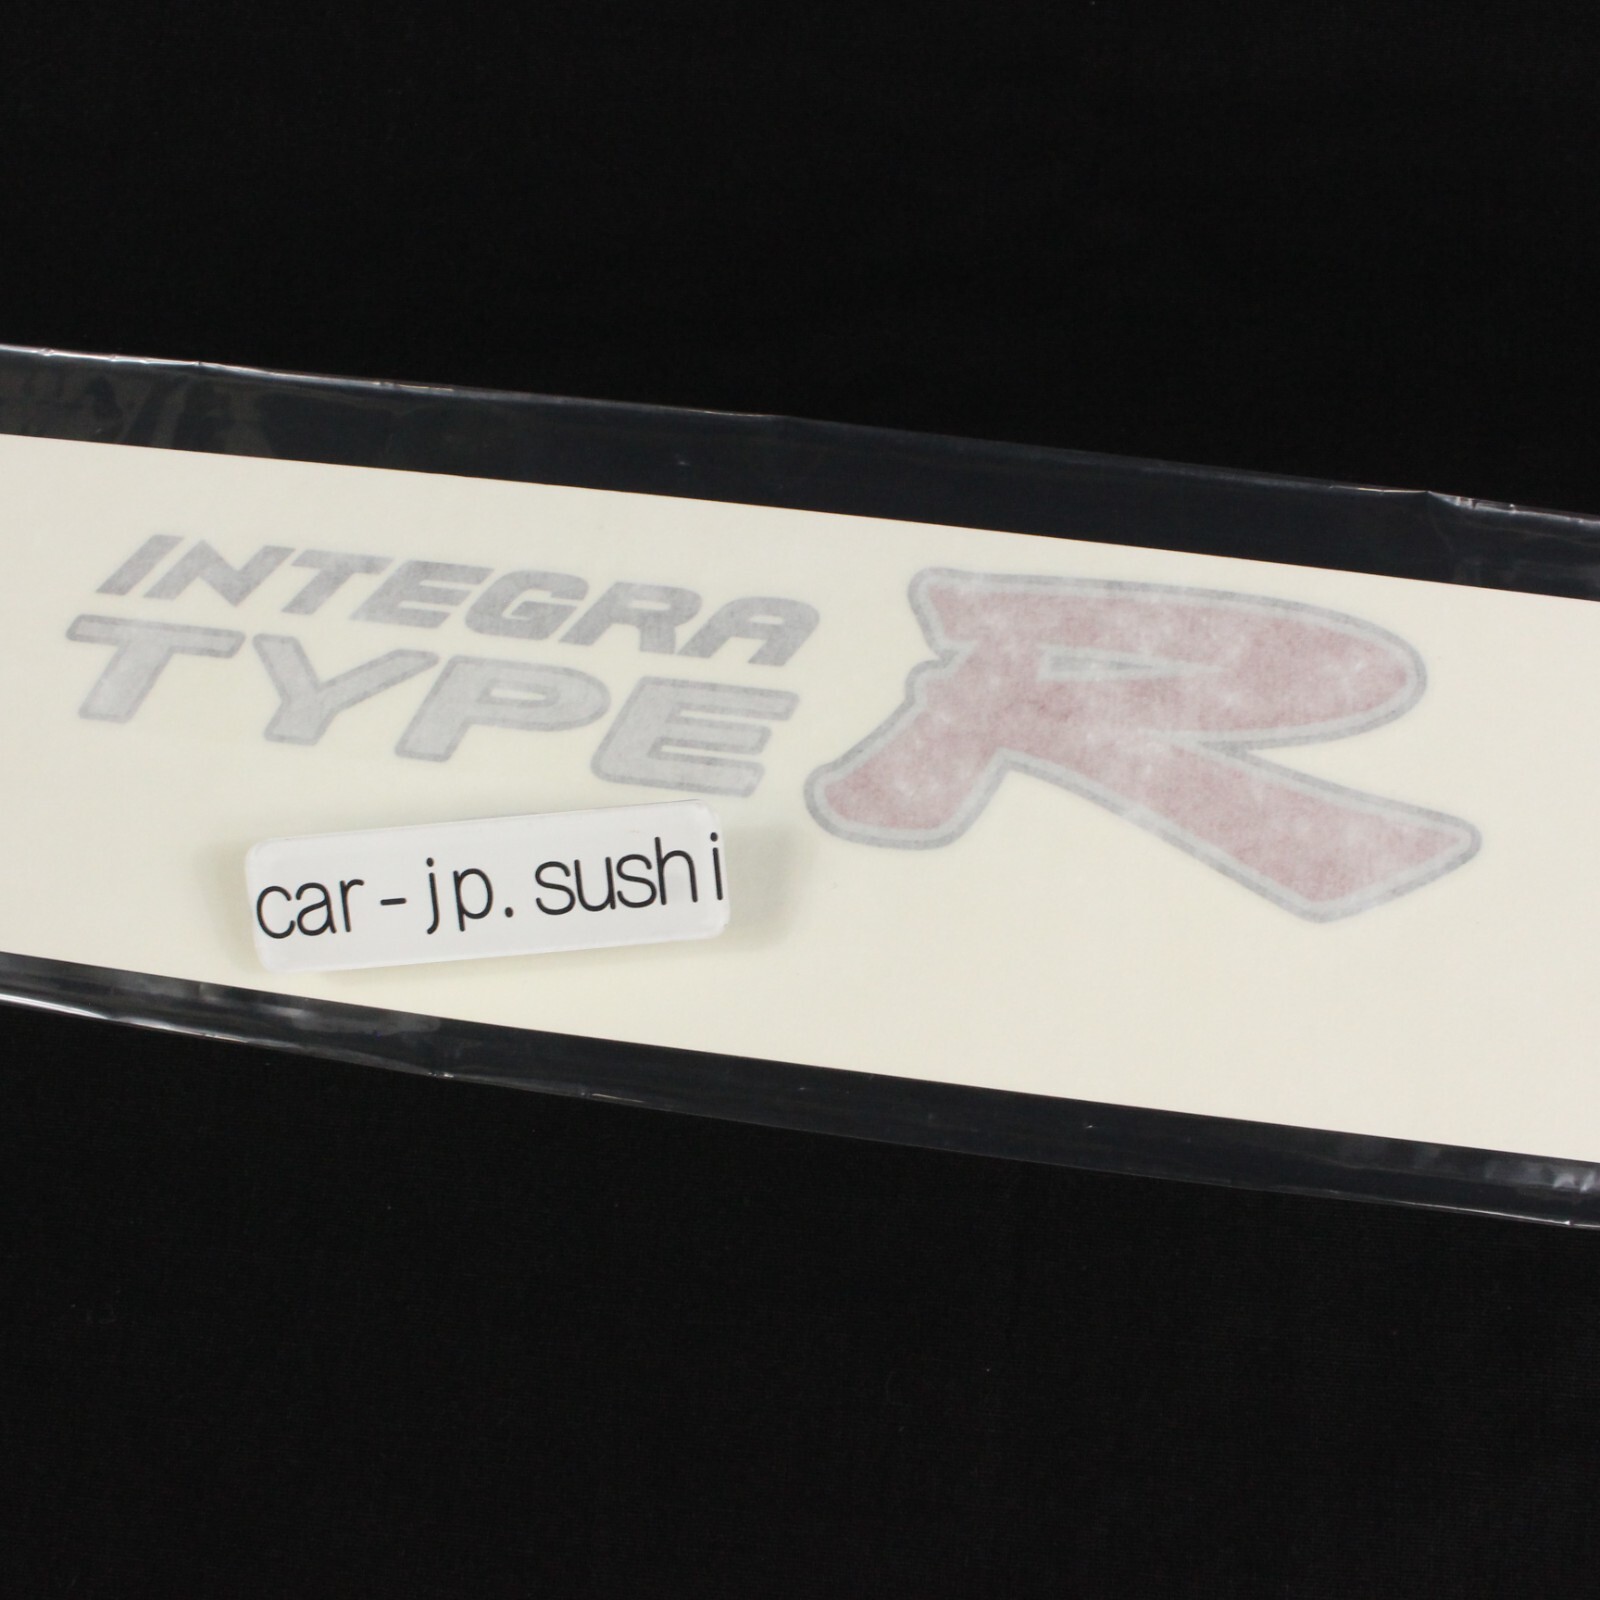 INTEGRA
TYPE R
car-jp.sushi